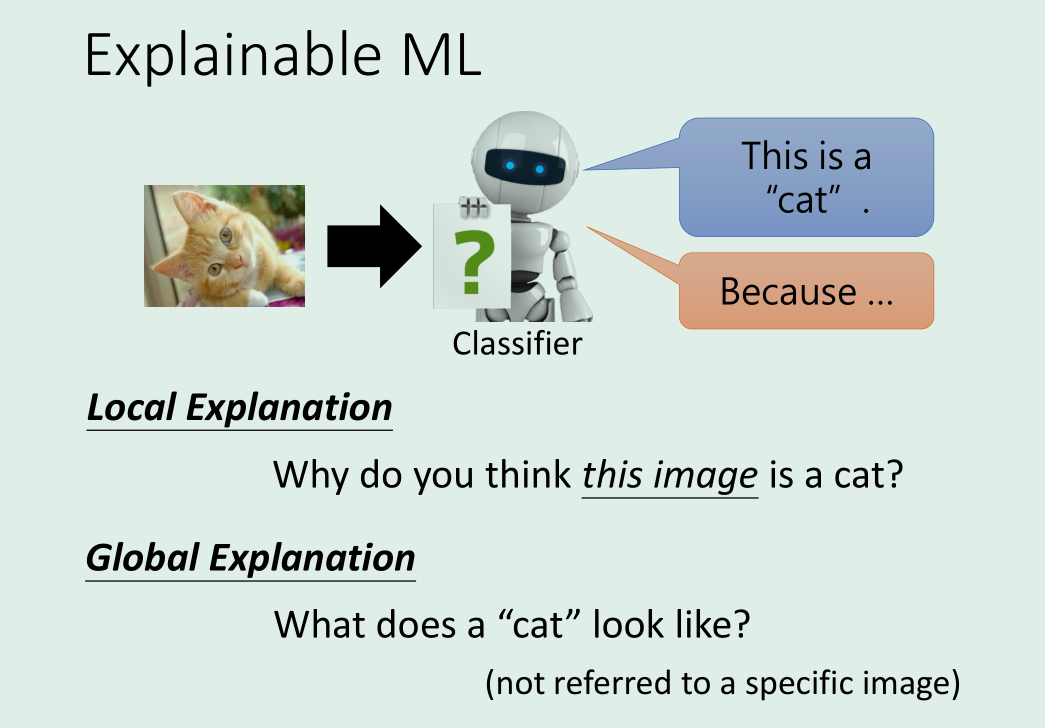 Explainable ML
This is a
“cat” .
?
Because …
Classifier
Local Explanation
Why do you think this image is a cat?
Global Explanation
What does a “cat” look like?
(not referred to a specific image)